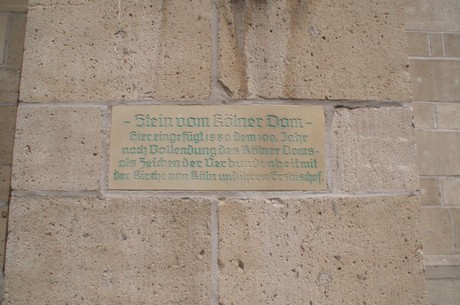 - Stein vom Kölner Dom -
Hier eingefügt 1980 dem 100. Jahr
nach Vollendung des Kölner Doms -
als Zeichen der Verbundenheit mit
der Kirche von Köln und ihrem Erzbischof.